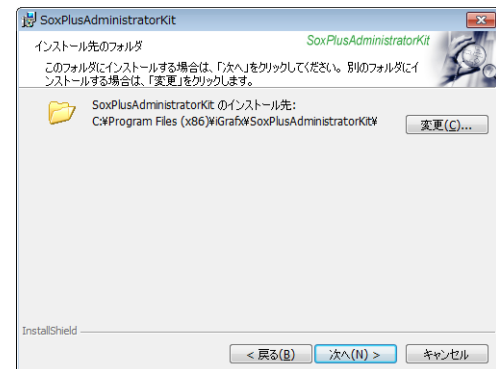 SoxPlusAdministratorKit
インストール先のフォルダ
SoxPlusAdministratorKit
このフォルダにインストールする場合は、「次へ」をクリックしてください。別のフォルダにイ
ンストールする場合は、「変更」をクリックします。
SoxPlusAdministratorKit のインストール先:
C:¥Program Files (x86)¥iGrafx¥SoxPlusAdministratorKit¥
変更(C)...
InstallShield
< 戻る(B)
次へ(N) >
キャンセル